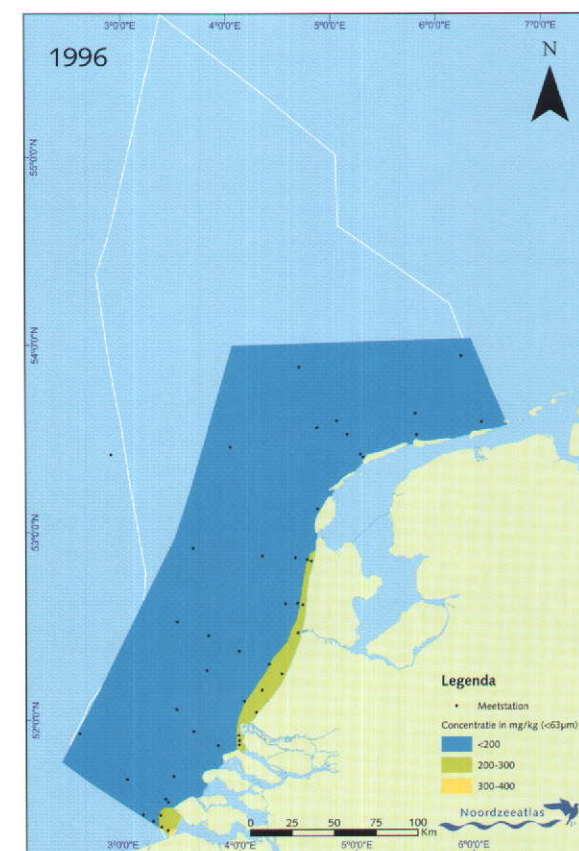 1996
3°0'0"E 4°0'0"E 5°0'0"E 6°0'0"E 7°0'0"E
N
55°0'0"N
54°0'0"N
53°0'0"N
52°0'0"N
Legenda
Meetstation
Concentratie in mg/kg (<63µm)
<200
200-300
300-400
Noordzeeatlas
0 25 50 75 100
Km
3°0'0"E 4°0'0"E 5°0'0"E 6°0'0"E